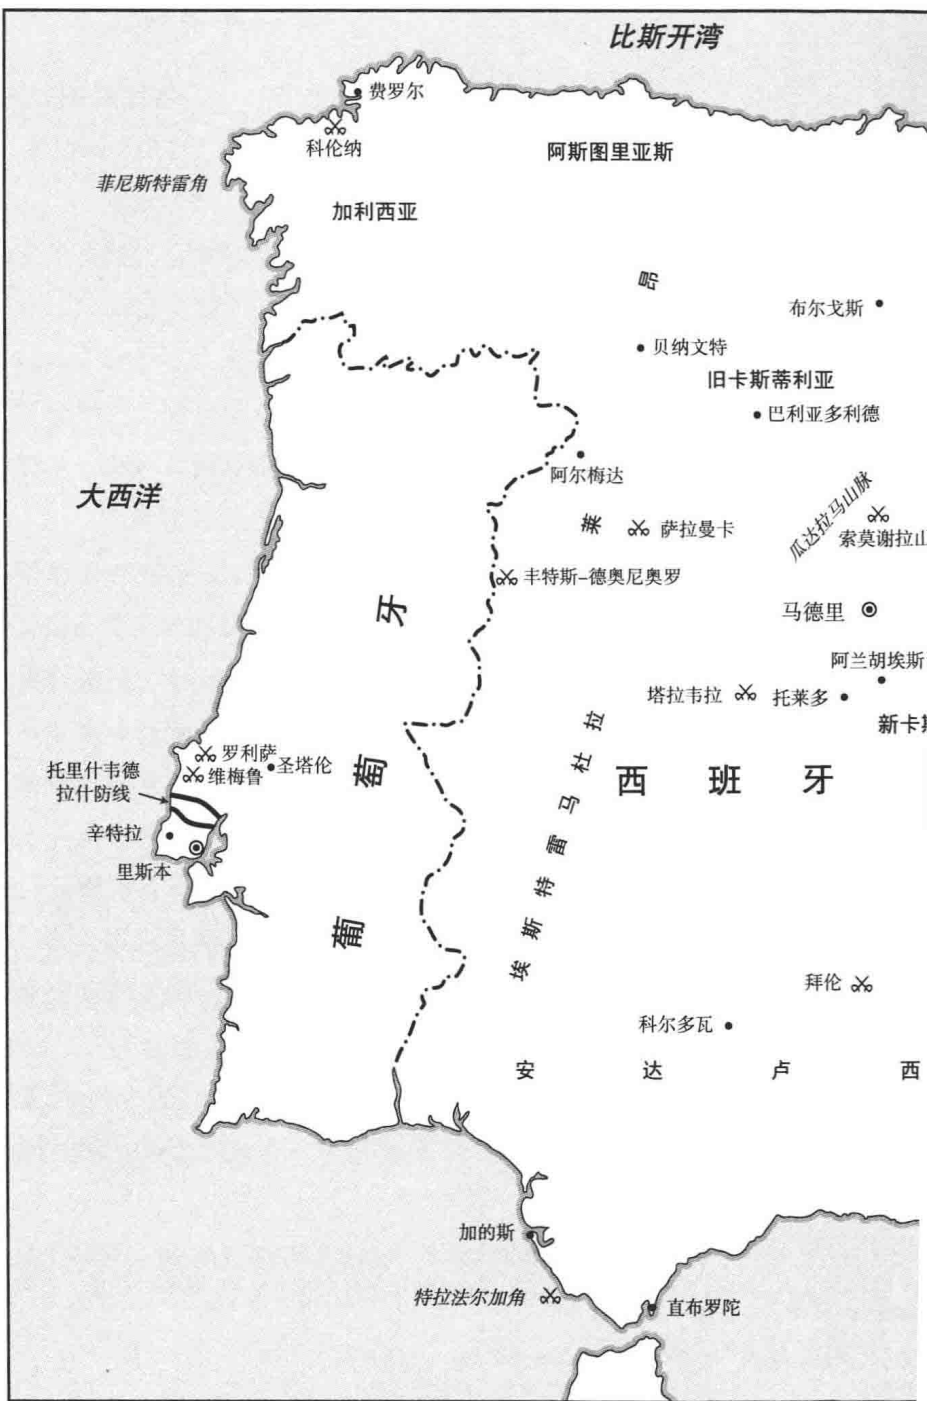 比斯开湾
费罗尔
科伦纳
阿斯图里亚斯
菲尼斯特雷角
加利西亚
昂
布尔戈斯
贝纳文特
旧卡斯蒂利亚
巴利亚多利德
阿尔梅达
大西洋
莱
萨拉曼卡
瓜达拉马山脉
索莫谢拉山
丰特斯-德奥尼奥罗
马德里
阿兰胡埃斯
塔拉韦拉
托莱多
新卡斯
罗利萨
维梅鲁
圣塔伦
托里什韦德
拉什防线
辛特拉
里斯本
葡萄牙
西班牙
埃斯特雷马杜拉
拜伦
科尔多瓦
安达卢西
加的斯
特拉法尔加角
直布罗陀